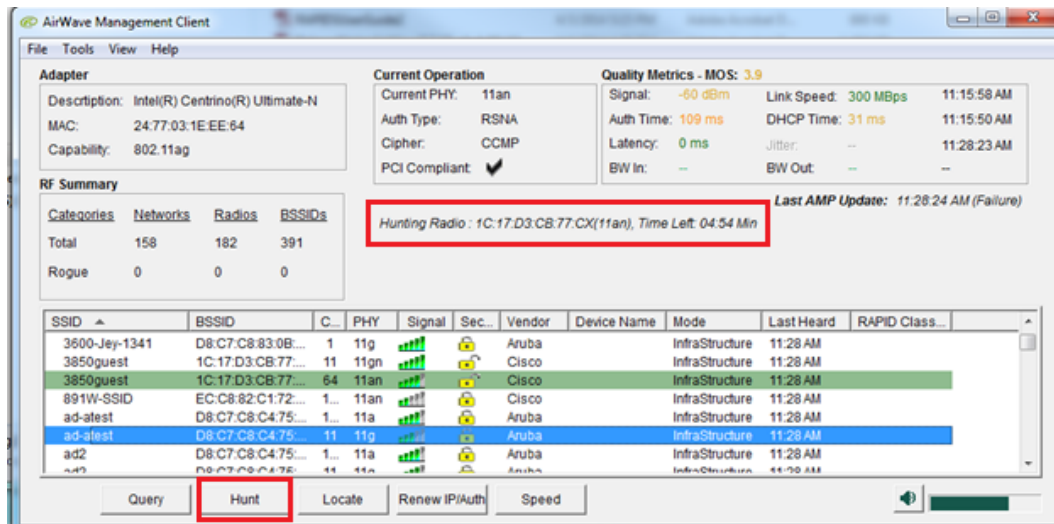 AirWave Management Client
File Tools View Help
Adapter
Desctiption: Intel(R) Centrino(R) Ultimate-N
MAC: 24:77:03:1E:EE:64
Capability: 802.11ag
RF Summary
Categories Networks Radios BSSIDs
Total 158 182 391
Rogue 0 0 0
Current Operation
Current PHY: 11an
Auth Type: RSNA
Cipher: CCMP
PCI Compliant:
Quality Metrics - MOS: 3.9
Signal: -60 dBm Link Speed: 300 MBps 11:15:58 AM
Auth Time: 109 ms DHCP Time: 31 ms 11:15:50 AM
Latency: 0 ms Jitter: -- 11:28:23 AM
BW In: -- BW Out: -- --
Last AMP Update: 11:28:24 AM (Failure)
Hunting Radio : 1C:17:D3:CB:77:CX(11an), Time Left: 04:54 Min
SSID BSSID C... PHY Signal Sec... Vendor Device Name Mode Last Heard RAPID Class...
3600-Jey-1341 D8:C7:C8:83:0B:... 1 11g Aruba InfraStructure 11:28 AM
3850guest 1C:17:D3:CB:77:... 11 11gn Cisco InfraStructure 11:28 AM
3850guest 1C:17:D3:CB:77:... 64 11an Cisco InfraStructure 11:28 AM
891W-SSID EC:C8:82:C1:72:... 1... 11an Cisco InfraStructure 11:28 AM
ad-atest D8:C7:C8:C4:75:... 1... 11a Aruba InfraStructure 11:28 AM
ad-atest D8:C7:C8:C4:75:... 11 11g Aruba InfraStructure 11:28 AM
ad2 D8:C7:C8:C4:75:... 1... 11a Aruba InfraStructure 11:28 AM
Query Hunt Locate Renew IP/Auth Speed